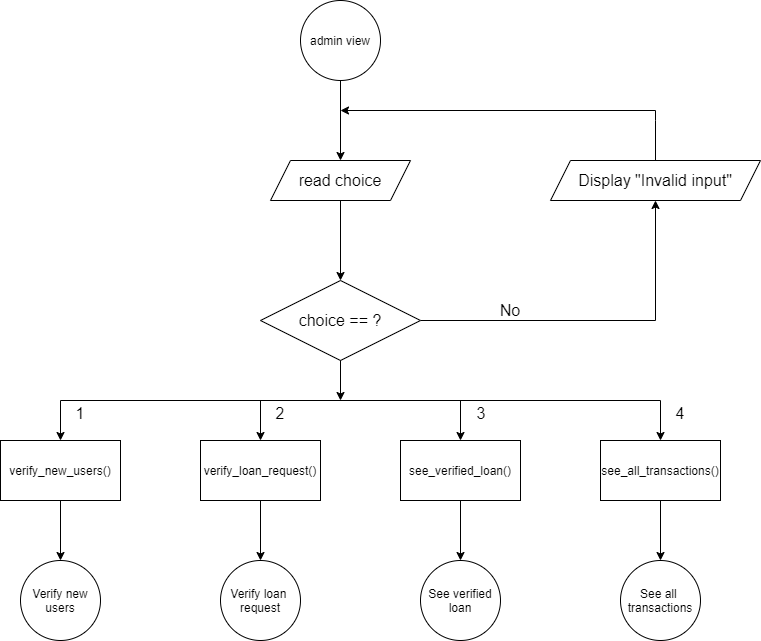 admin view
read choice
Display "Invalid input"
choice == ?
No
1
2
3
4
verify_new_users()
verify_loan_request()
see_verified_loan()
see_all_transactions()
Verify new
users
Verify loan
request
See verified
loan
See all
transactions